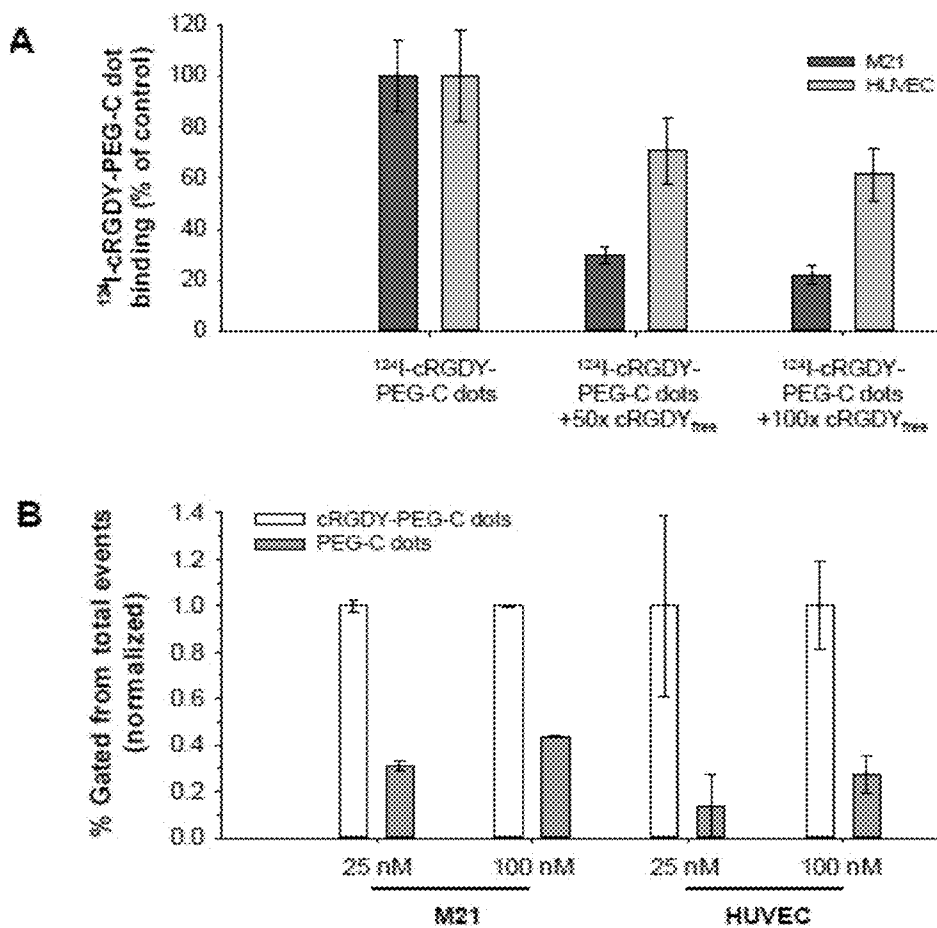 A
¹²⁴I-cRGDY-PEG-C dot
binding (% of control)
120
100
80
60
40
20
0
M21
HUVEC
¹²⁴I-cRGDY-
PEG-C dots
¹²⁴I-cRGDY-
PEG-C dots
+50x cRGDY free
¹²⁴I-cRGDY-
PEG-C dots
+100x cRGDY free
B
% Gated from total events
(normalized)
1.4
1.2
1.0
0.8
0.6
0.4
0.2
0.0
cRGDY-PEG-C dots
PEG-C dots
25 nM
100 nM
25 nM
100 nM
M21
HUVEC